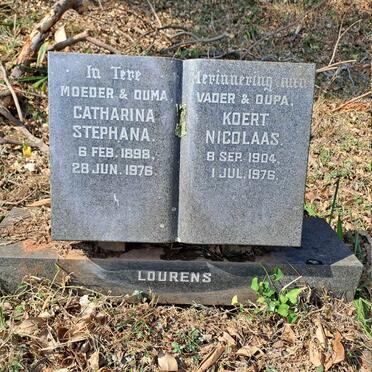 In Tere Herinnering aan
MOEDER & OUMA,
CATHARINA
STEPHANA.
6 FEB. 1898,
28 JUN. 1976.
VADER & OUPA,
KOERT
NICOLAAS.
8 SEP. 1904,
1 JUL. 1976.
LOURENS